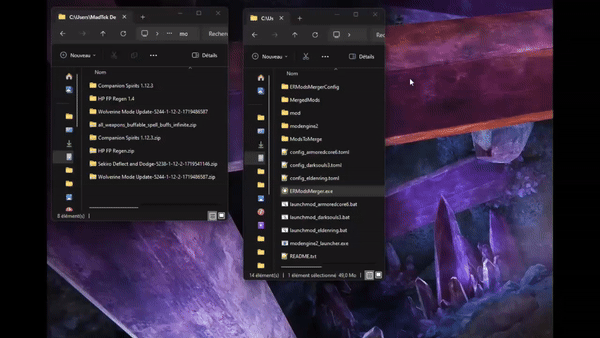 C:\Users\MadTek De
mo
Recher
Nouveau
Détails
Nom
Companion Spirits 1.12.3
HP FP Regen 1.4
Wolverine Mode Update-5244-1-12-2-1719486587
all_weapons_buffable_spell_buffs_infinite.zip
Companion Spirits 1.12.3.zip
HP FP Regen.zip
Sekiro Deflect and Dodge-5238-1-12-2-1719541146.zip
Wolverine Mode Update-5244-1-12-2-1719486587.zip
8 élément(s)
C:\Us
Rechen
Nouveau
Détails
Nom
ERModsMergerConfig
MergedMods
mod
modengine2
ModsToMerge
config_armoredcore6.toml
config_darksouls3.toml
config_eldenring.toml
ERModsMerger.exe
launchmod_armoredcore6.bat
launchmod_darksouls3.bat
launchmod_eldenring.bat
modengine2_launcher.exe
README.txt
14 élément(s)
1 élément sélectionné 48,0 Mo